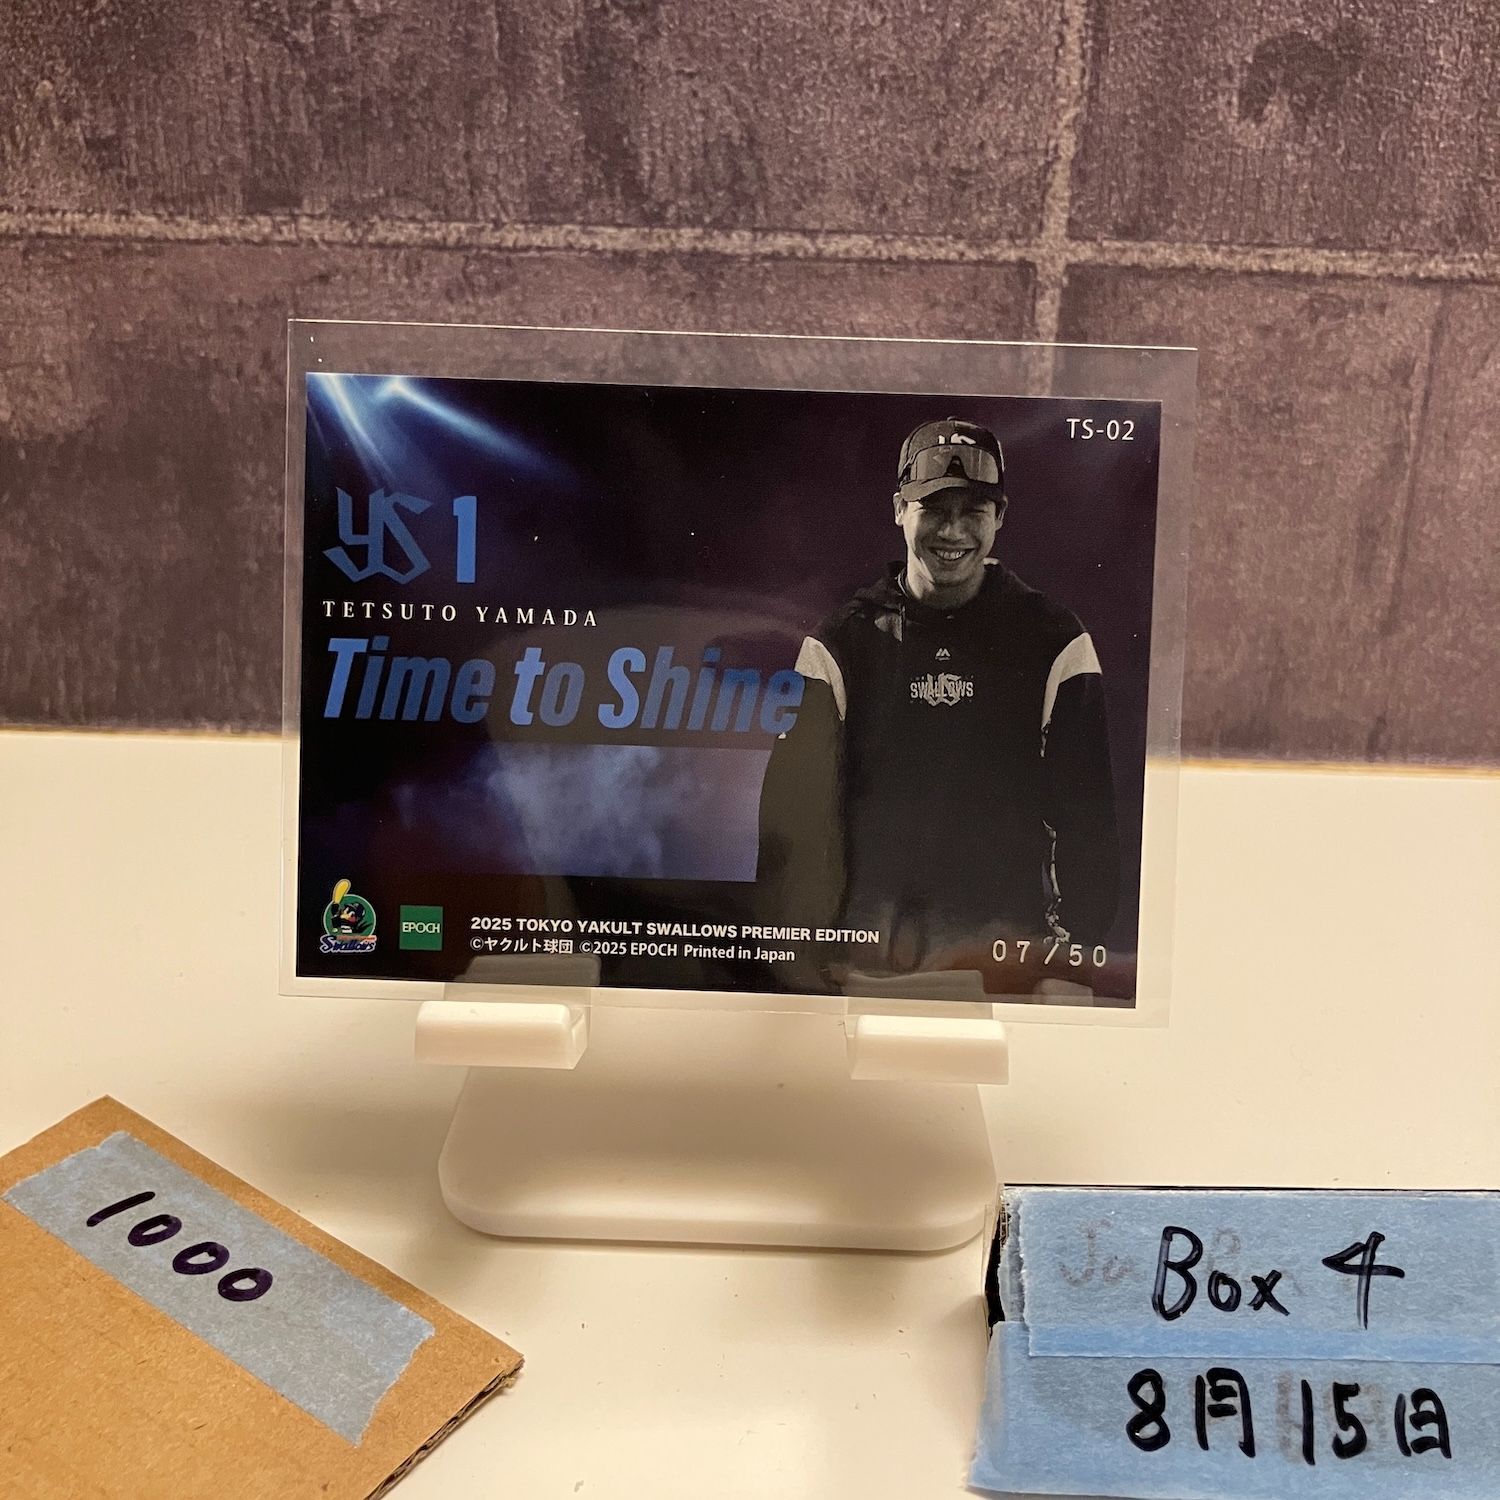 TS-02
YS 1
TETSUTO YAMADA
Time to Shine
SWALLOWS
Swallows
EPOCH
2025 TOKYO YAKULT SWALLOWS PREMIER EDITION
©ヤクルト球団 ©2025 EPOCH Printed in Japan
07/50
1000
Box 4
8月15日